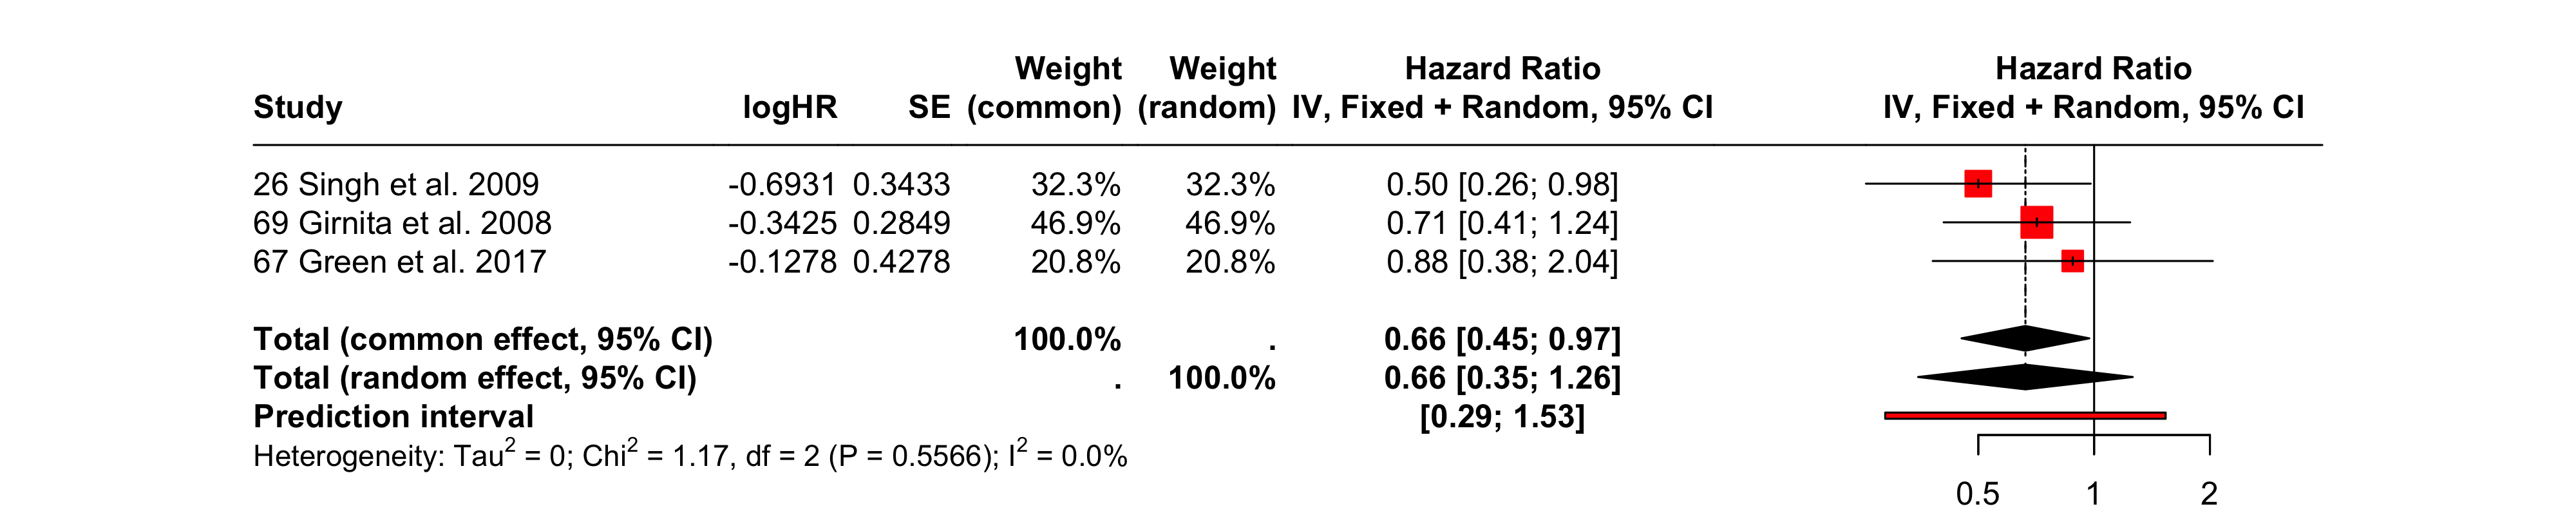 Weight Weight Hazard Ratio Hazard Ratio
Study logHR SE (common) (random) IV, Fixed + Random, 95% CI IV, Fixed + Random, 95% CI
26 Singh et al. 2009 -0.6931 0.3433 32.3% 32.3% 0.50 [0.26; 0.98]
69 Girnita et al. 2008 -0.3425 0.2849 46.9% 46.9% 0.71 [0.41; 1.24]
67 Green et al. 2017 -0.1278 0.4278 20.8% 20.8% 0.88 [0.38; 2.04]
Total (common effect, 95% CI) 100.0% . 0.66 [0.45; 0.97]
Total (random effect, 95% CI) . 100.0% 0.66 [0.35; 1.26]
Prediction interval [0.29; 1.53]
Heterogeneity: Tau² = 0; Chi² = 1.17, df = 2 (P = 0.5566); I² = 0.0%
0.5 1 2